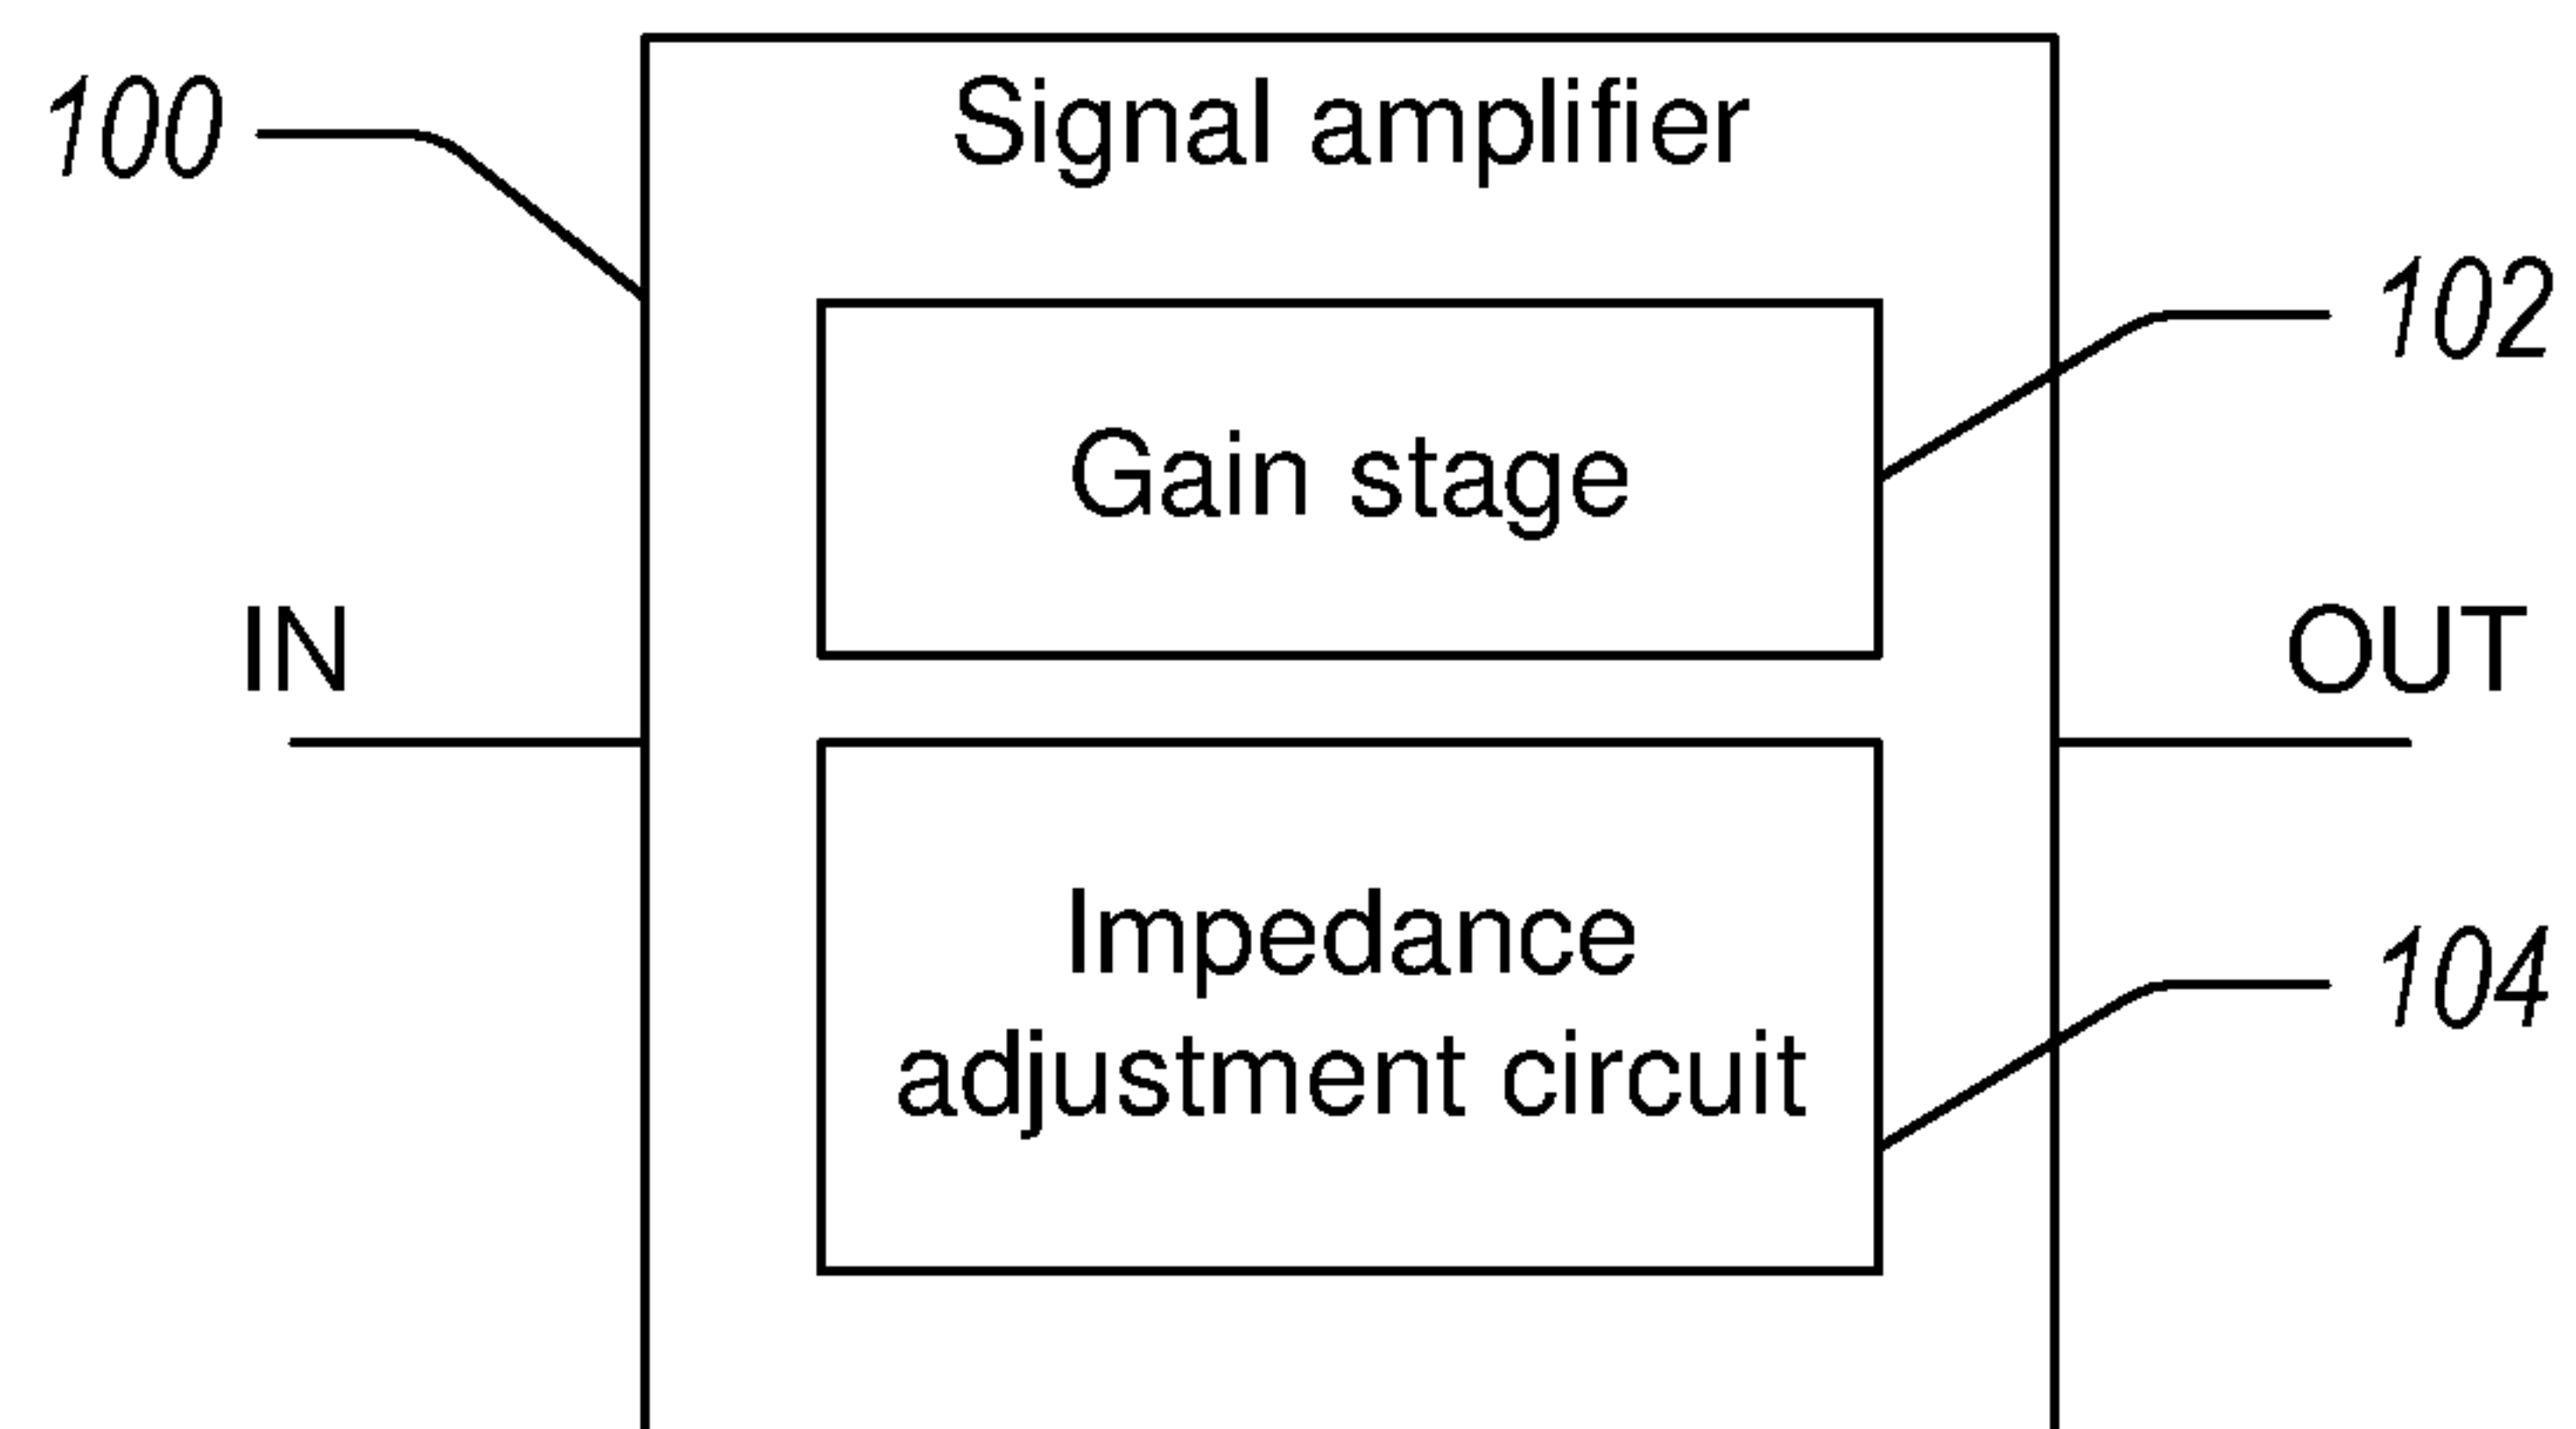 100
Signal amplifier
102
Gain stage
IN
OUT
Impedance
adjustment circuit
104